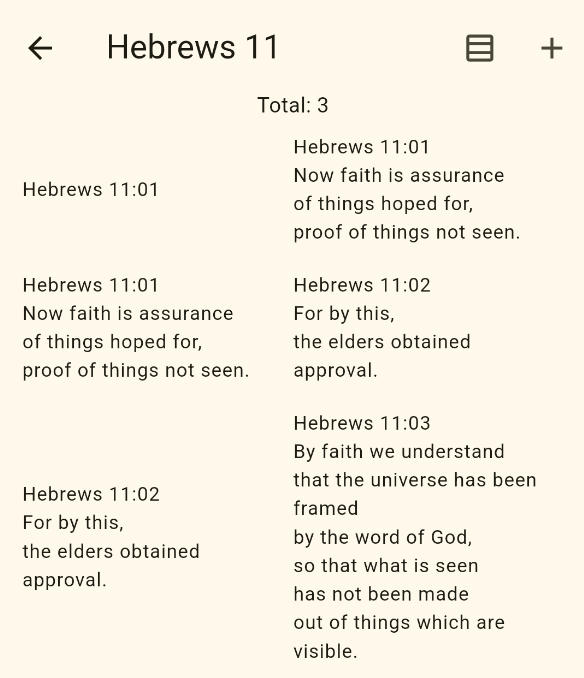 Hebrews 11
Total: 3
Hebrews 11:01
Hebrews 11:01
Now faith is assurance
of things hoped for,
proof of things not seen.
Hebrews 11:01
Now faith is assurance
of things hoped for,
proof of things not seen.
Hebrews 11:02
For by this,
the elders obtained
approval.
Hebrews 11:02
For by this,
the elders obtained
approval.
Hebrews 11:03
By faith we understand
that the universe has been
framed
by the word of God,
so that what is seen
has not been made
out of things which are
visible.